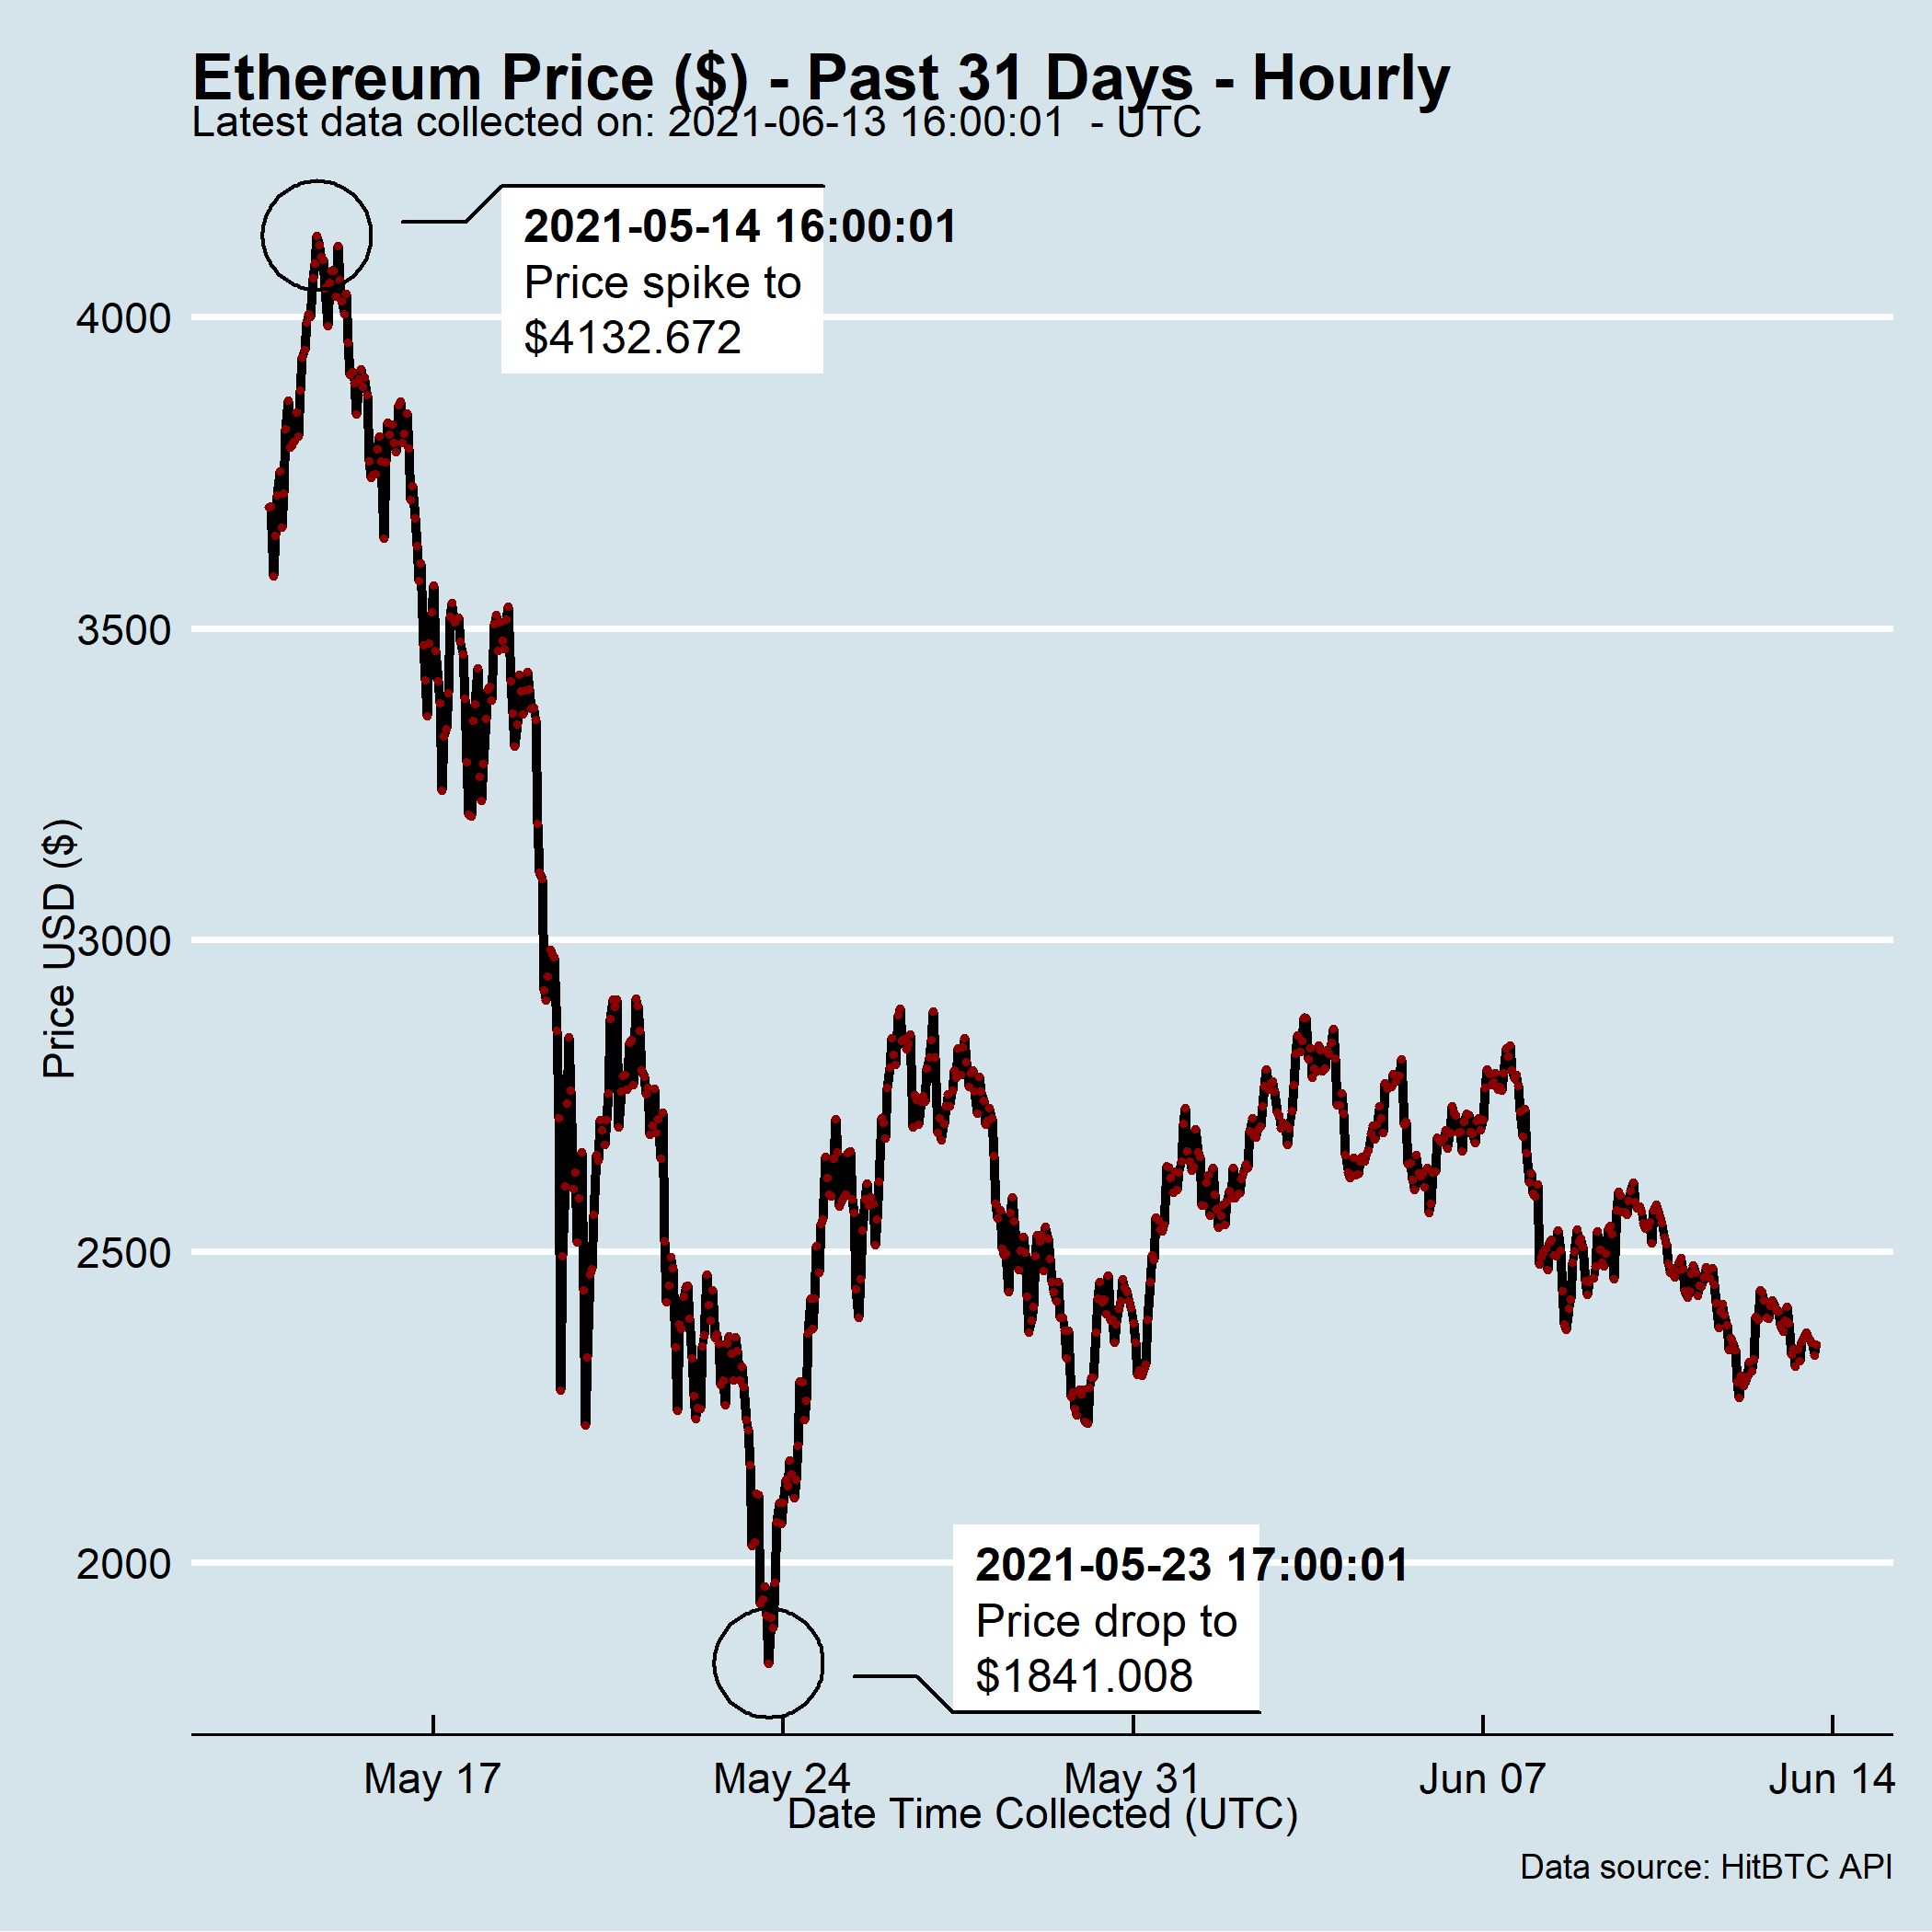 Ethereum Price ($) - Past 31 Days - Hourly
Latest data collected on: 2021-06-13 16:00:01  - UTC
2021-05-14 16:00:01
Price spike to
$4132.672
4000
3500
3000
2500
2000
Price USD ($)
2021-05-23 17:00:01
Price drop to
$1841.008
May 17
May 24
May 31
Jun 07
Jun 14
Date Time Collected (UTC)
Data source: HitBTC API